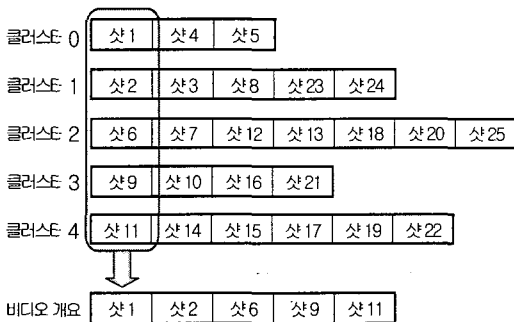 클러스터 0 샷1 샷4 샷5
클러스터 1 샷2 샷3 샷8 샷23 샷24
클러스터 2 샷6 샷7 샷12 샷13 샷18 샷20 샷25
클러스터 3 샷9 샷10 샷16 샷21
클러스터 4 샷11 샷14 샷15 샷17 샷19 샷22
비디오 개요 샷1 샷2 샷6 샷9 샷11